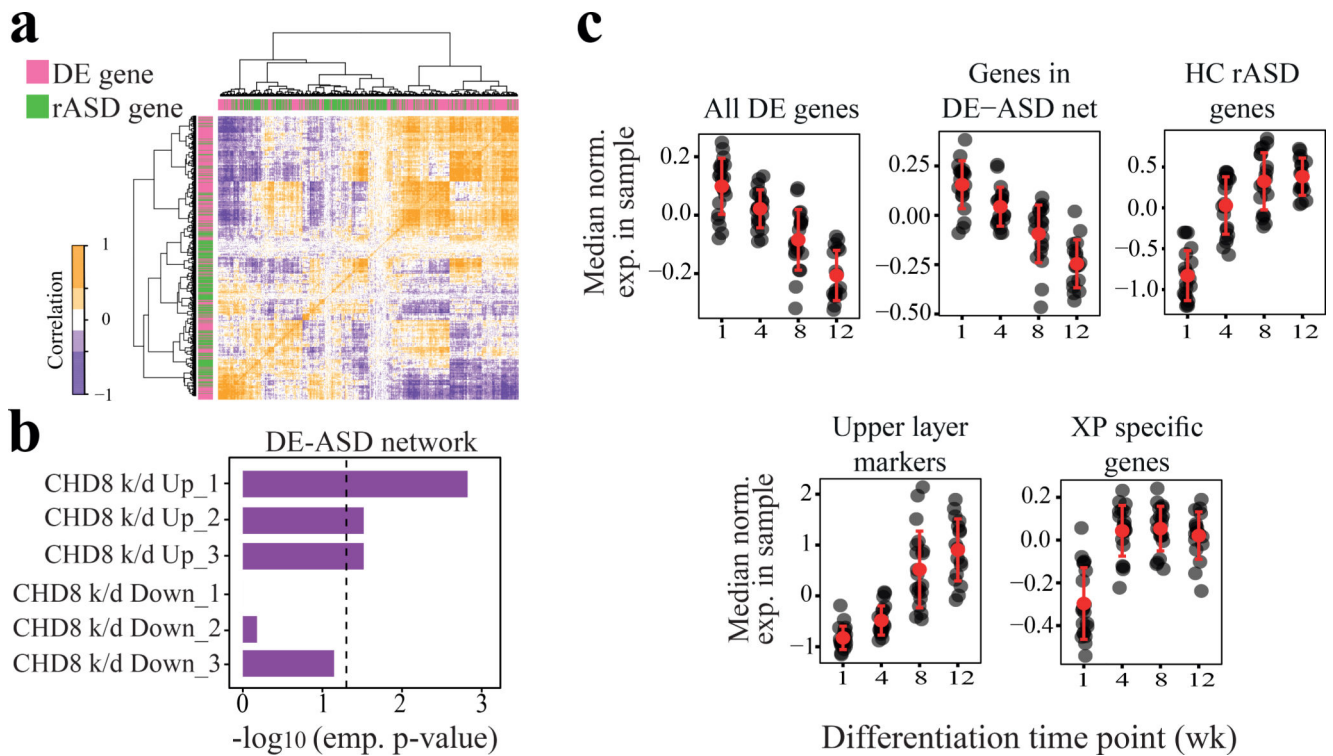 a
DE gene
rASD gene
1
0
−1
Correlation
b
DE-ASD network
CHD8 k/d Up_1
CHD8 k/d Up_2
CHD8 k/d Up_3
CHD8 k/d Down_1
CHD8 k/d Down_2
CHD8 k/d Down_3
0 1 2 3
-log10 (emp. p-value)
c
All DE genes
Median norm.
exp. in sample
0.2
0.0
−0.2
1 4 8 12
Genes in
DE−ASD net
0.25
0.00
−0.25
−0.50
1 4 8 12
HC rASD
genes
0.5
0.0
−0.5
−1.0
1 4 8 12
Upper layer
markers
Median norm.
exp. in sample
2
1
0
−1
1 4 8 12
XP specific
genes
0.2
0.0
−0.2
−0.4
1 4 8 12
Differentiation time point (wk)